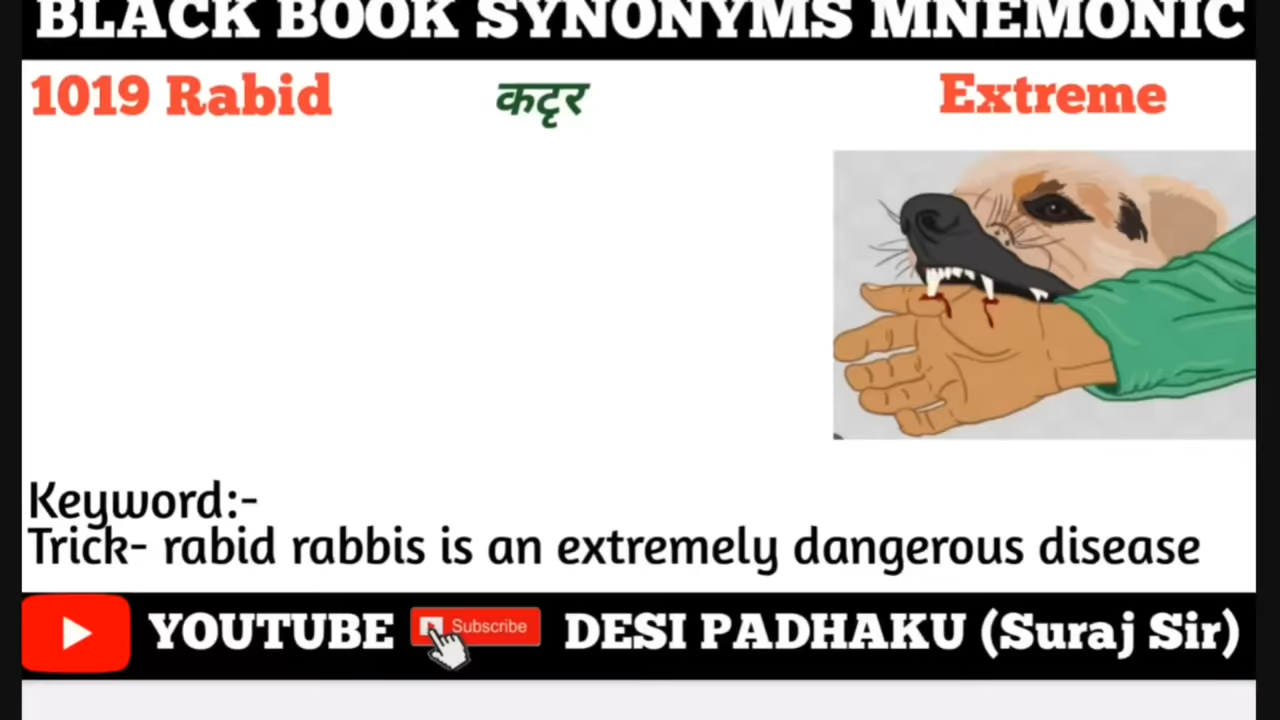 BLACK BOOK SYNONYMS MNEMONIC
1019 Rabid कटृर Extreme
Keyword:-
Trick- rabid rabbis is an extremely dangerous disease
YOUTUBE Subscribe DESI PADHAKU (Suraj Sir)